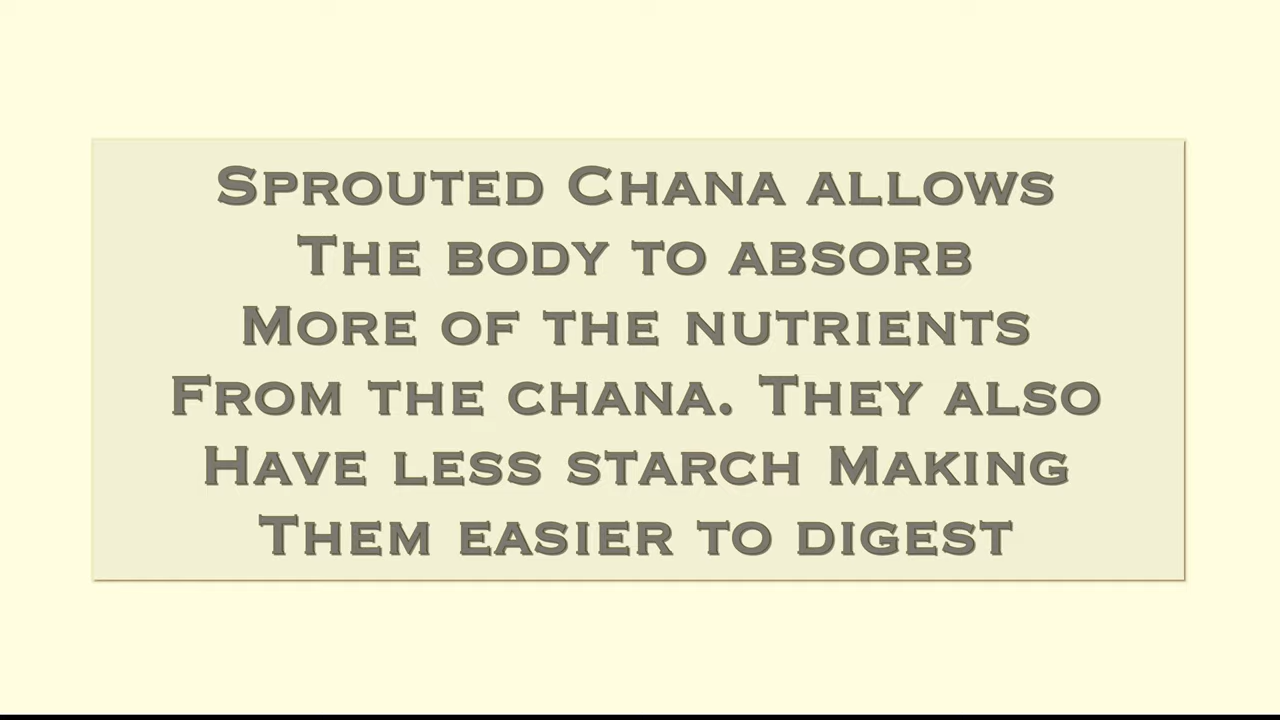 Sprouted Chana allows
The body to absorb
More of the nutrients
From the chana. They also
Have less starch Making
Them easier to digest